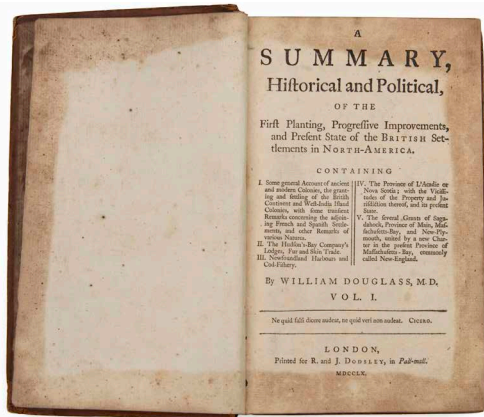 A
SUMMARY,
Hiſtorical and Political,
OF THE
Firſt Planting, Progreſſive Improvements,
and Preſent State of the BRITISH Set-
tlements in NORTH-AMERICA.
CONTAINING
I. Some general Account of ancient
and modern Colonies, the grant-
ing and ſettling of the Britiſh
Continent and Weſt-India Iſland
Colonies, with ſome tranſient
Remarks concerning the adjoin-
ing French and Spaniſh Settle-
ments, and other Remarks of
various Natures.
II. The Hudſon's-Bay Company's
Lodges, Fur and Skin Trade.
III. Newfoundland Harbours and
Cod-Fiſhery.
IV. The Province of L'Acadie or
Nova Scotia; with the Viciſſi-
tudes of the Property and Ju-
riſdiction thereof, and its preſent
State.
V. The ſeveral Grants of Saga-
dahock, Province of Main, Maſ-
ſachuſetts-Bay, and New-Ply-
mouth, united by a new Char-
ter in the preſent Province of
Maſſachuſetts-Bay, commonly
called New-England.
By WILLIAM DOUGLASS, M.D.
VOL. I.
Ne quid falſi dicere audeat, ne quid veri non audeat. CICERO.
LONDON,
Printed for R. and J. DODSLEY, in Pall-mall.
MDCCLX.